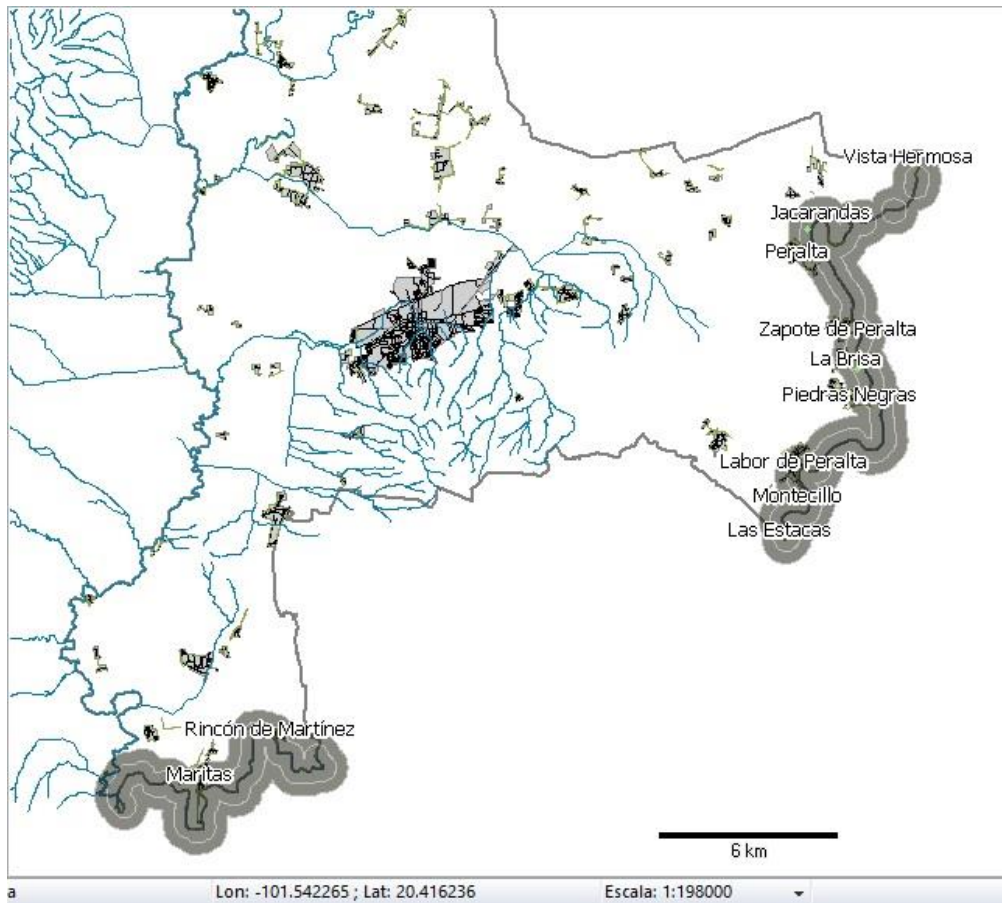 Vista Hermosa
Jacarandas
Peralta
Zapote de Peralta
La Brisa
Piedras Negras
Labor de Peralta
Montecillo
Las Estacas
Rincón de Martínez
Maritas
6 km
a
Lon: -101.542265 ; Lat: 20.416236
Escala: 1:198000